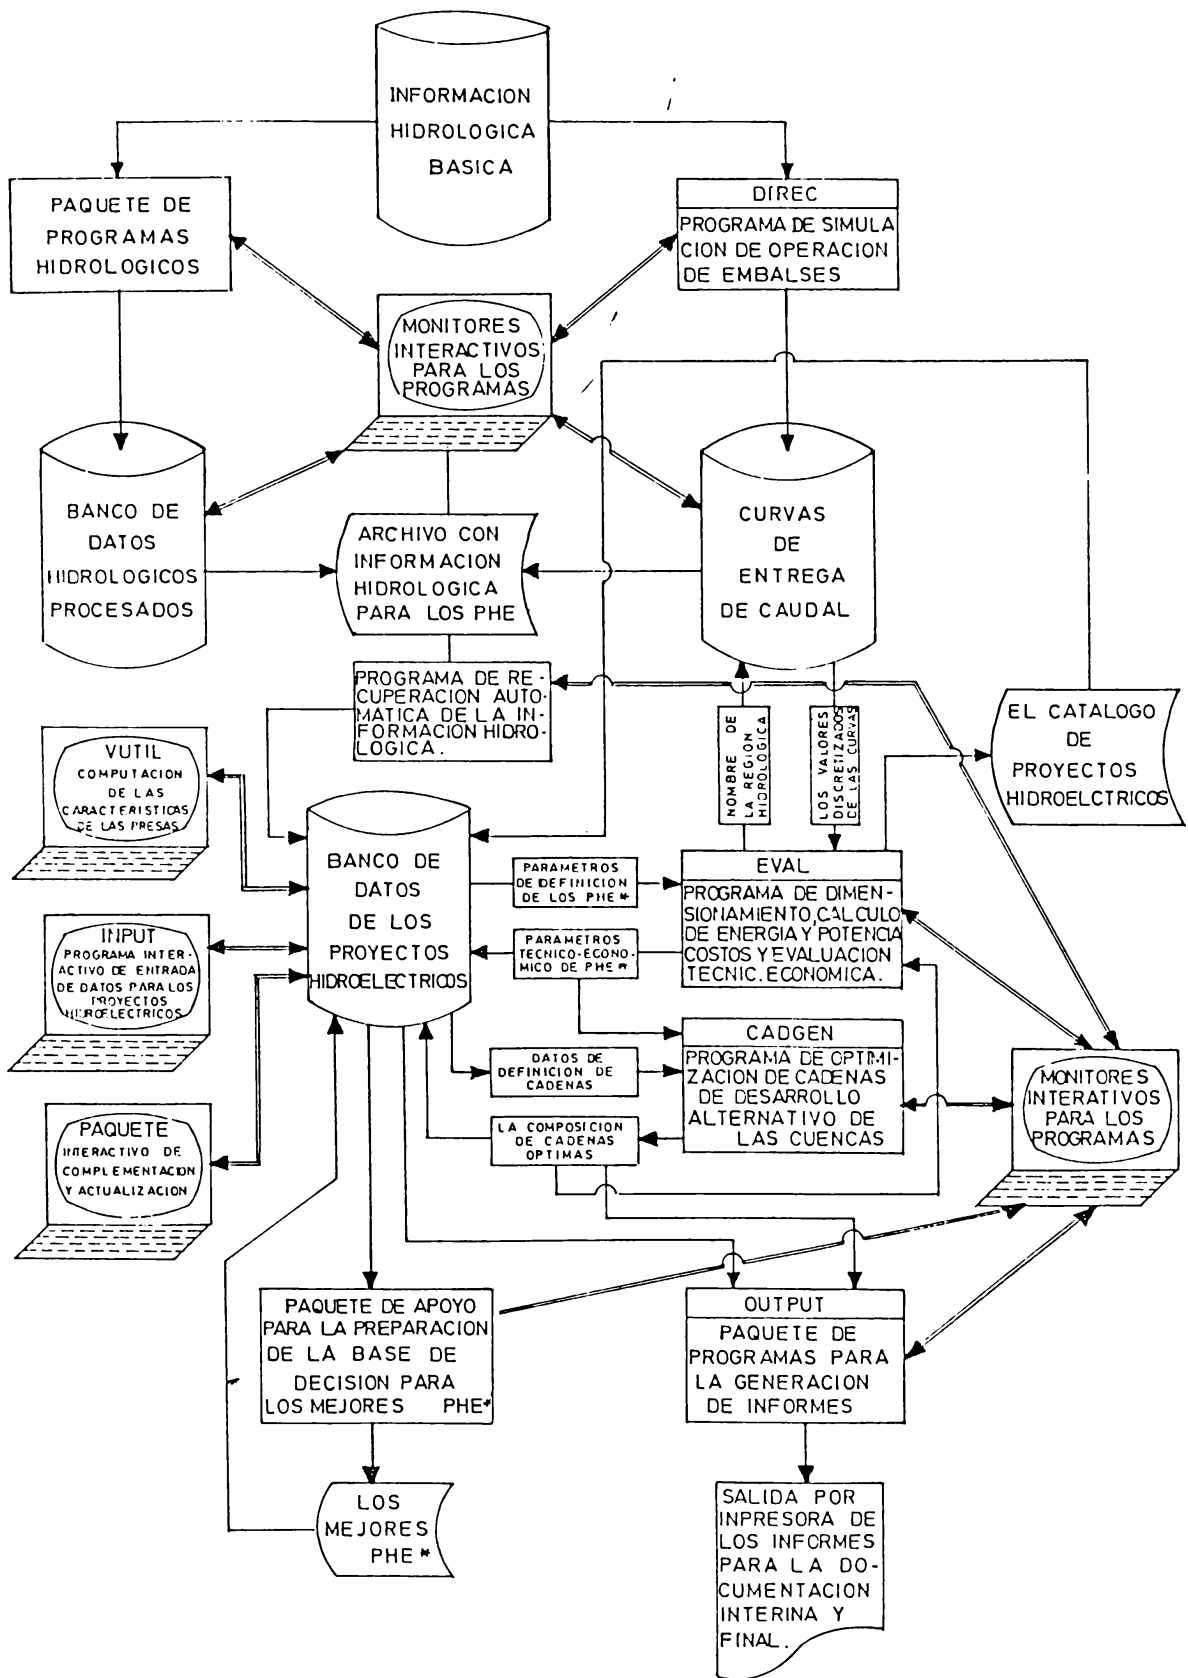 INFORMACION
HIDROLOGICA
BASICA
PAQUETE DE
PROGRAMAS
HIDROLOGICOS
DIREC
PROGRAMA DE SIMULA
CION DE OPERACION
DE EMBALSES
MONITORES
INTERACTIVOS
PARA LOS
PROGRAMAS
BANCO DE
DATOS
HIDROLOGICOS
PROCESADOS
ARCHIVO CON
INFORMACION
HIDROLOGICA
PARA LOS PHE
CURVAS
DE
ENTREGA
DE CAUDAL
PROGRAMA DE RE-
CUPERACION AUTO-
MATICA DE LA IN-
FORMACION HIDRO-
LOGICA.
NOMBRE DE
LA REGION
HIDROLOGICA
LOS VALORES
DISCRETIZADOS
DE LAS CURVAS
EL CATALOGO
DE
PROYECTOS
HIDROELCTRICOS
VUTIL
COMPUTACION
DE LAS
CARACTERISTICAS
DE LAS PRESAS
BANCO DE
DATOS
DE LOS
PROYECTOS
HIDROELECTRICOS
PARAMETROS
DE DEFINICION
DE LOS PHE*
EVAL
PROGRAMA DE DIMEN-
SIONAMIENTO, CALCULO
DE ENERGIA Y POTENCIA
COSTOS Y EVALUACION
TECNIC. ECONOMICA.
INPUT
PROGRAMA INTER-
ACTIVO DE ENTRADA
DE DATOS PARA LOS
PROYECTOS
HIDROELECTRICOS
PARAMETROS
TECNICO-ECONO-
MICO DE PHE*
CADGEN
PROGRAMA DE OPTIMI-
ZACION DE CADENAS
DE DESARROLLO
ALTERNATIVO DE
LAS CUENCAS
DATOS DE
DEFINICION DE
CADENAS
MONITORES
INTERATIVOS
PARA LOS
PROGRAMAS
PAQUETE
INTERACTIVO DE
COMPLEMENTACION
Y ACTUALIZACION
LA COMPOSICION
DE CADENAS
OPTIMAS
PAQUETE DE APOYO
PARA LA PREPARACION
DE LA BASE DE
DECISION PARA
LOS MEJORES PHE*
OUTPUT
PAQUETE DE
PROGRAMAS PARA
LA GENERACION
DE INFORMES
LOS
MEJORES
PHE*
SALIDA POR
INPRESORA DE
LOS INFORMES
PARA LA DO-
CUMENTACION
INTERINA Y
FINAL.